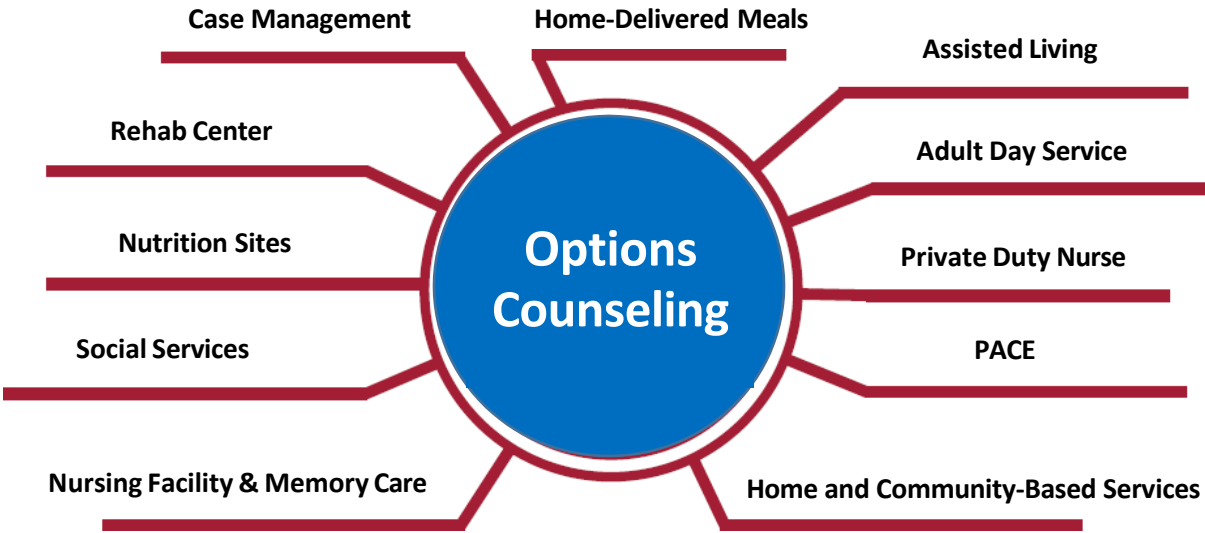 Case Management
Home-Delivered Meals
Assisted Living
Rehab Center
Adult Day Service
Nutrition Sites
Options
Counseling
Private Duty Nurse
Social Services
PACE
Nursing Facility & Memory Care
Home and Community-Based Services